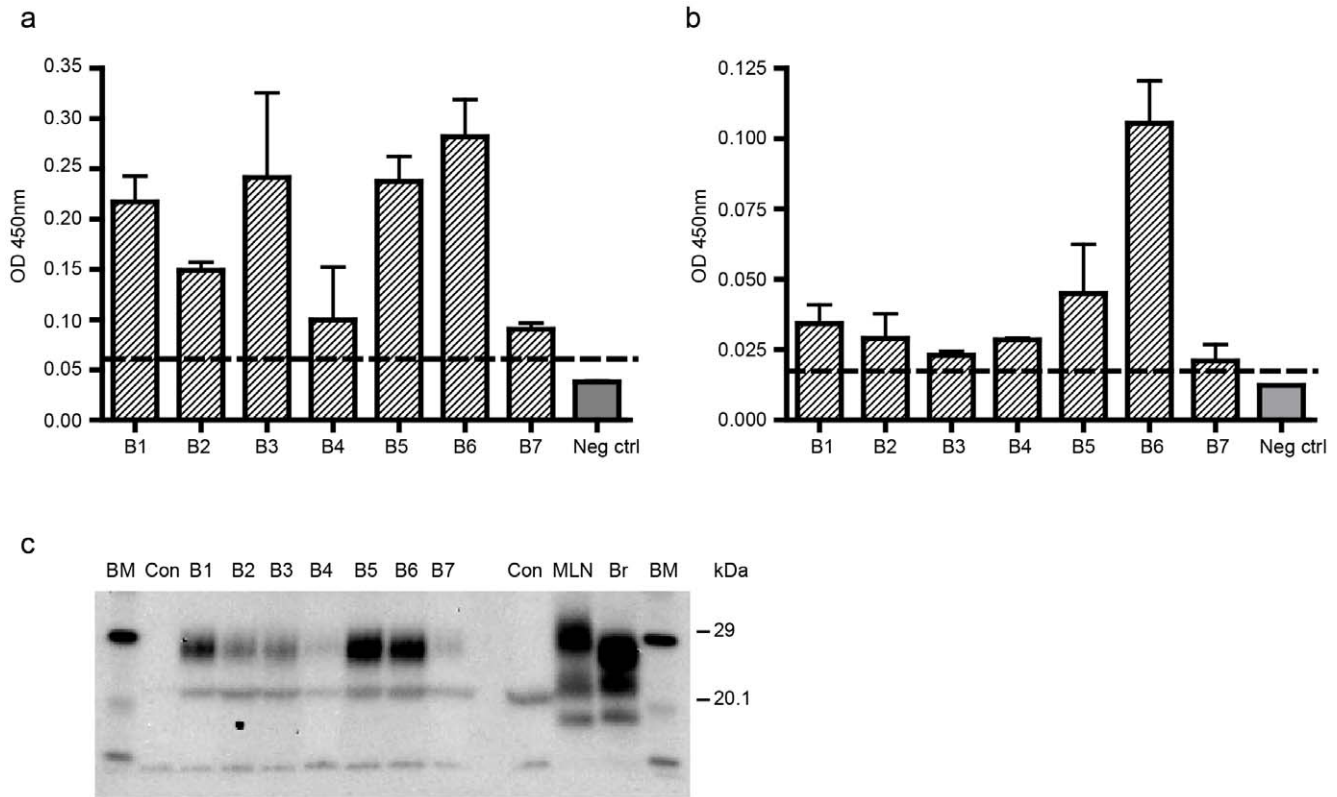 a
0.35
0.30
0.25
0.20
0.15
0.10
0.05
0.00
OD 450nm
B1 B2 B3 B4 B5 B6 B7 Neg ctrl
b
0.125
0.100
0.075
0.050
0.025
0.000
OD 450nm
B1 B2 B3 B4 B5 B6 B7 Neg ctrl
c
BM Con B1 B2 B3 B4 B5 B6 B7 Con MLN Br BM kDa
–29
–20.1